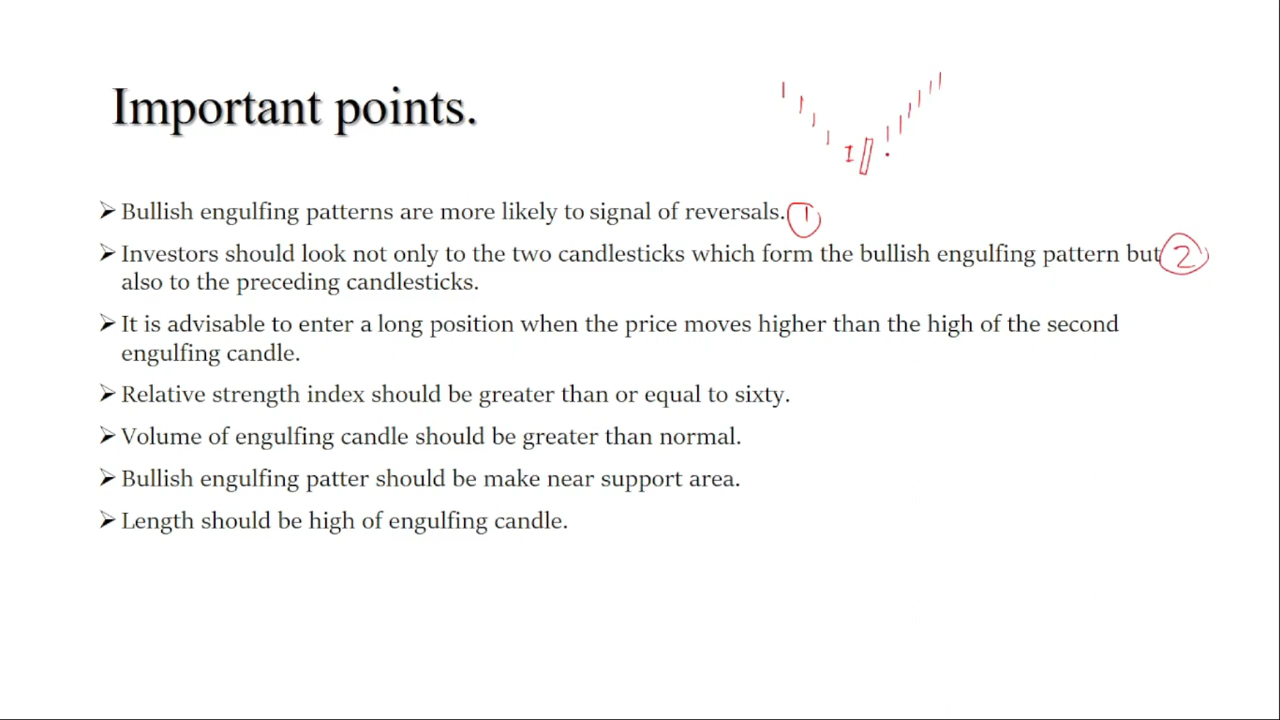 Important points.
➢ Bullish engulfing patterns are more likely to signal of reversals. 1
➢ Investors should look not only to the two candlesticks which form the bullish engulfing pattern but 2
also to the preceding candlesticks.
➢ It is advisable to enter a long position when the price moves higher than the high of the second
engulfing candle.
➢ Relative strength index should be greater than or equal to sixty.
➢ Volume of engulfing candle should be greater than normal.
➢ Bullish engulfing patter should be make near support area.
➢ Length should be high of engulfing candle.